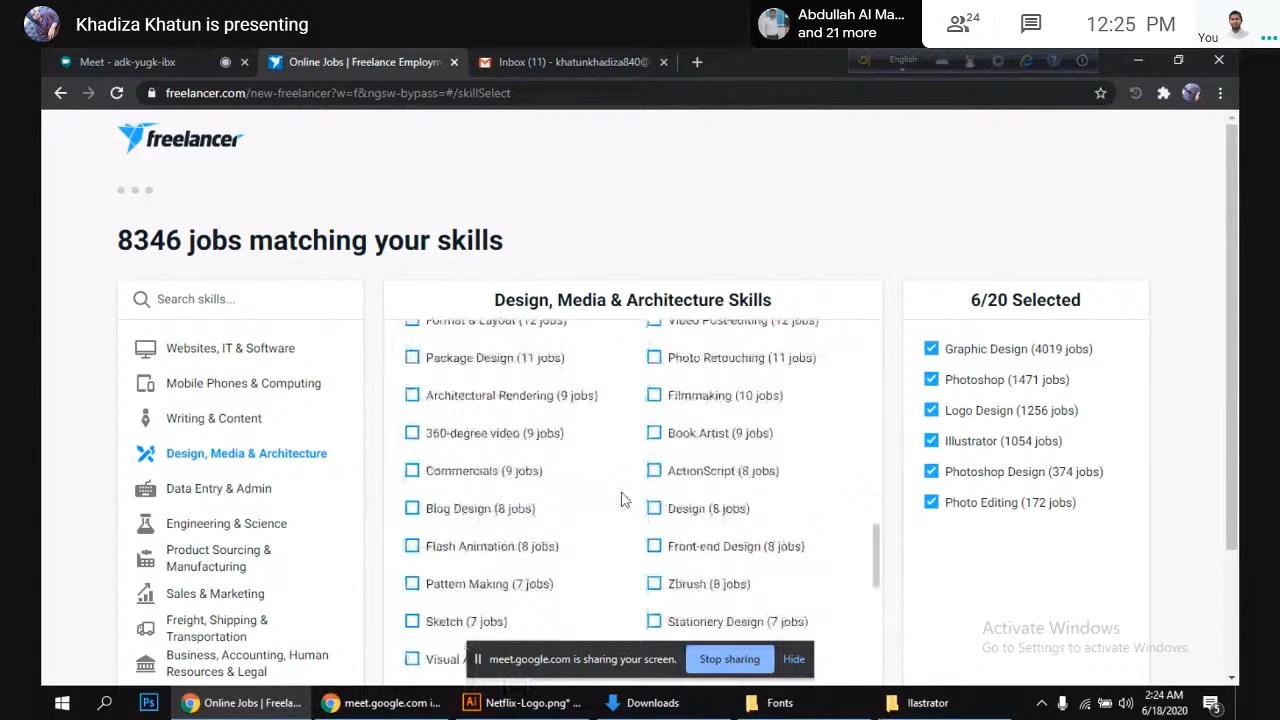 Khadiza Khatun is presenting
Abdullah Al Ma...
and 21 more
24
12:25 PM
You
Meet - adk-yugk-ibx
Online Jobs | Freelance Employm
Inbox (11) - khatunkhadiza840@
English
freelancer.com/new-freelancer?w=f&ngsw-bypass=#/skillSelect
freelancer
8346 jobs matching your skills
Search skills...
Websites, IT & Software
Mobile Phones & Computing
Writing & Content
Design, Media & Architecture
Data Entry & Admin
Engineering & Science
Product Sourcing &
Manufacturing
Sales & Marketing
Freight, Shipping &
Transportation
Business, Accounting, Human
Resources & Legal
Design, Media & Architecture Skills
Format & Layout (12 jobs)
Video Post-editing (12 jobs)
Package Design (11 jobs)
Photo Retouching (11 jobs)
Architectural Rendering (9 jobs)
Filmmaking (10 jobs)
360-degree video (9 jobs)
Book Artist (9 jobs)
Commercials (9 jobs)
ActionScript (8 jobs)
Blog Design (8 jobs)
Design (8 jobs)
Flash Animation (8 jobs)
Front-end Design (8 jobs)
Pattern Making (7 jobs)
Zbrush (8 jobs)
Sketch (7 jobs)
Stationery Design (7 jobs)
Visual A
6/20 Selected
Graphic Design (4019 jobs)
Photoshop (1471 jobs)
Logo Design (1256 jobs)
Illustrator (1054 jobs)
Photoshop Design (374 jobs)
Photo Editing (172 jobs)
Activate Windows
Go to Settings to activate Windows.
meet.google.com is sharing your screen.
Stop sharing
Hide
Ps
Online Jobs | Freela...
meet.google.com i...
Ai
Netflix-Logo.png* ...
Downloads
Fonts
Ilastrator
2:24 AM
6/18/2020
5